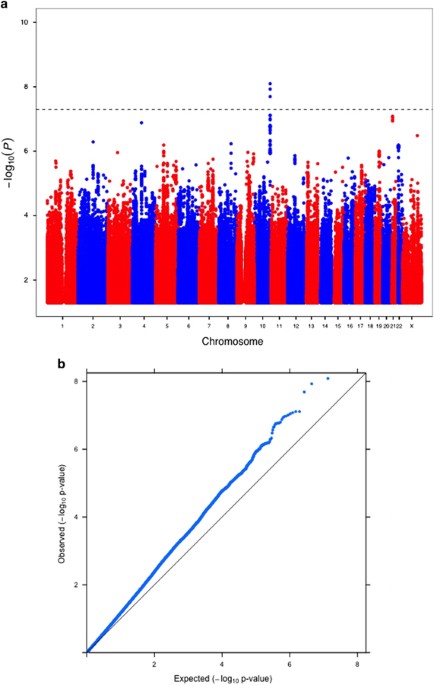 a
10
8
6
4
2
−log10(P)
1 2 3 4 5 6 7 8 9 10 11 12 13 14 15 16 17 18 19 20 21 22 X
Chromosome
b
8
6
4
2
Observed (−log10 p-value)
2 4 6 8
Expected (−log10 p-value)